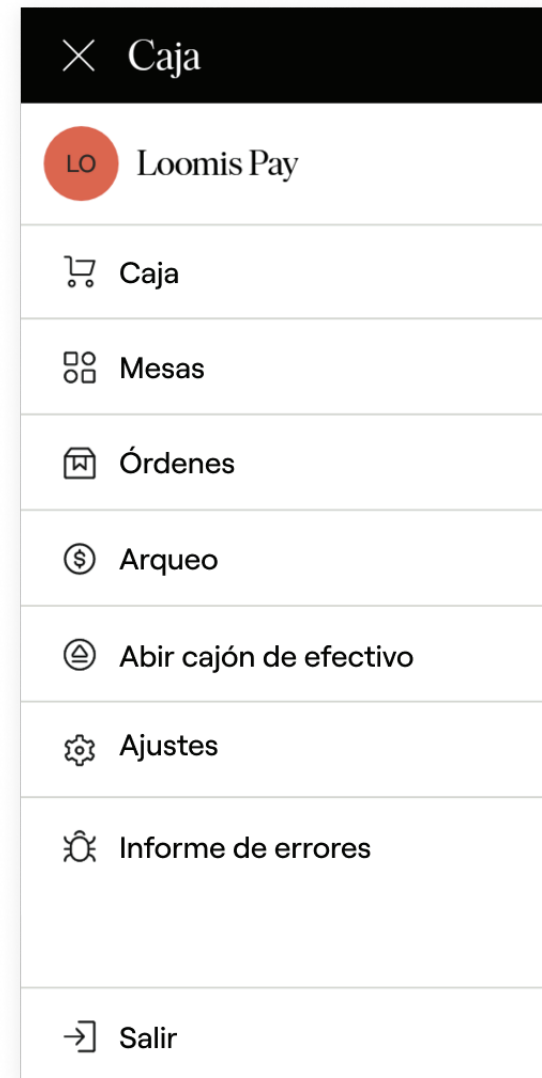 Caja
LO
Loomis Pay
Caja
Mesas
Órdenes
Arqueo
Abir cajón de efectivo
Ajustes
Informe de errores
Salir